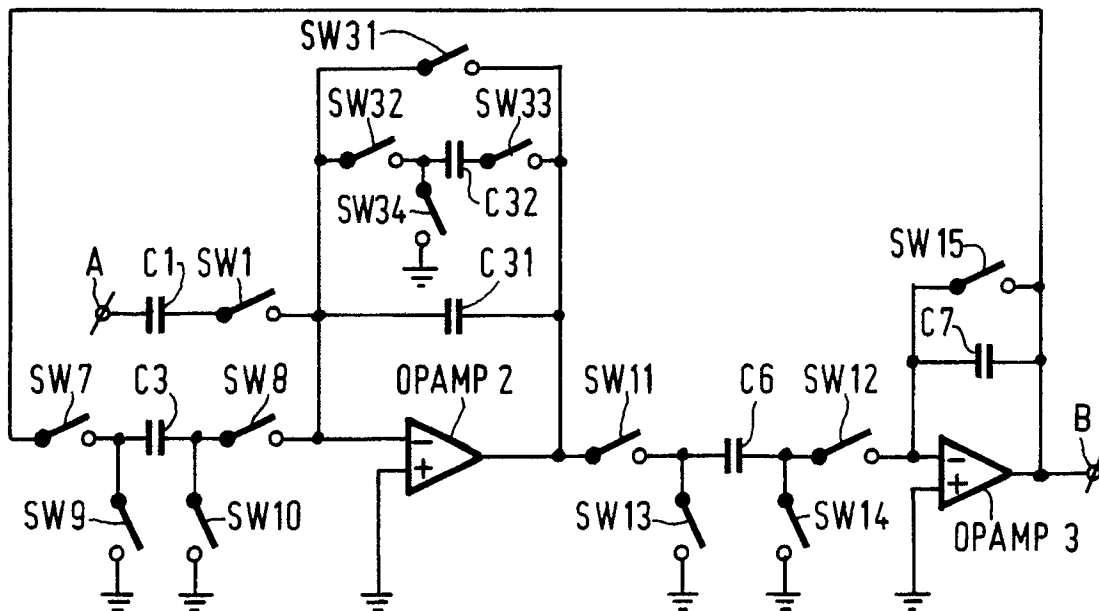 SW31
SW32 SW33
SW34 C32
A C1 SW1 C31 SW15
C7
SW7 C3 SW8 OPAMP 2 SW11 C6 SW12 B
- -
+ +
SW9 SW10 SW13 SW14 OPAMP 3